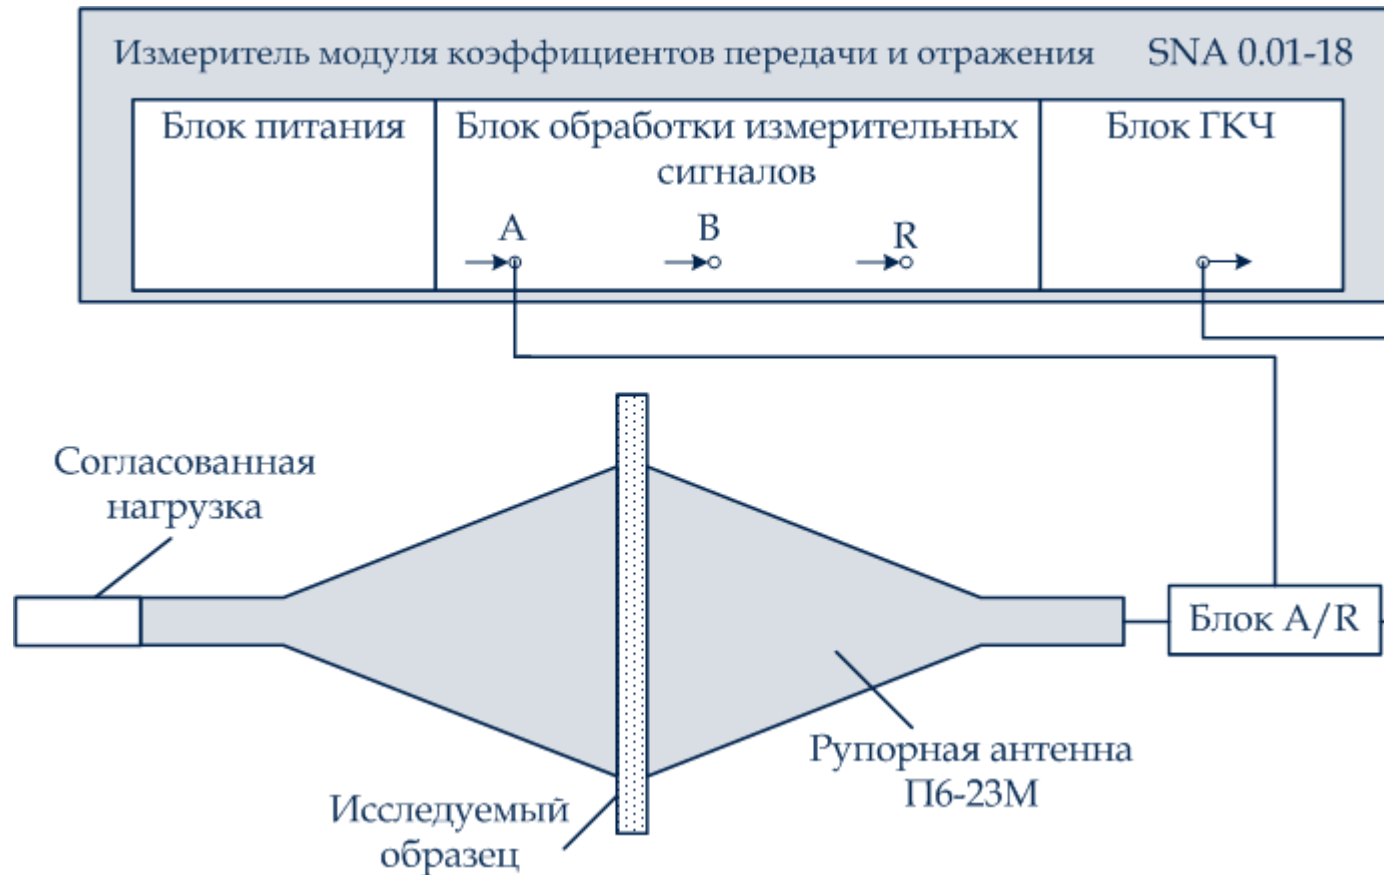 Измеритель модуля коэффициентов передачи и отражения SNA 0.01-18
Блок питания
Блок обработки измерительных
сигналов
Блок ГКЧ
A
B
R
Согласованная
нагрузка
Блок A/R
Рупорная антенна
П6-23М
Исследуемый
образец